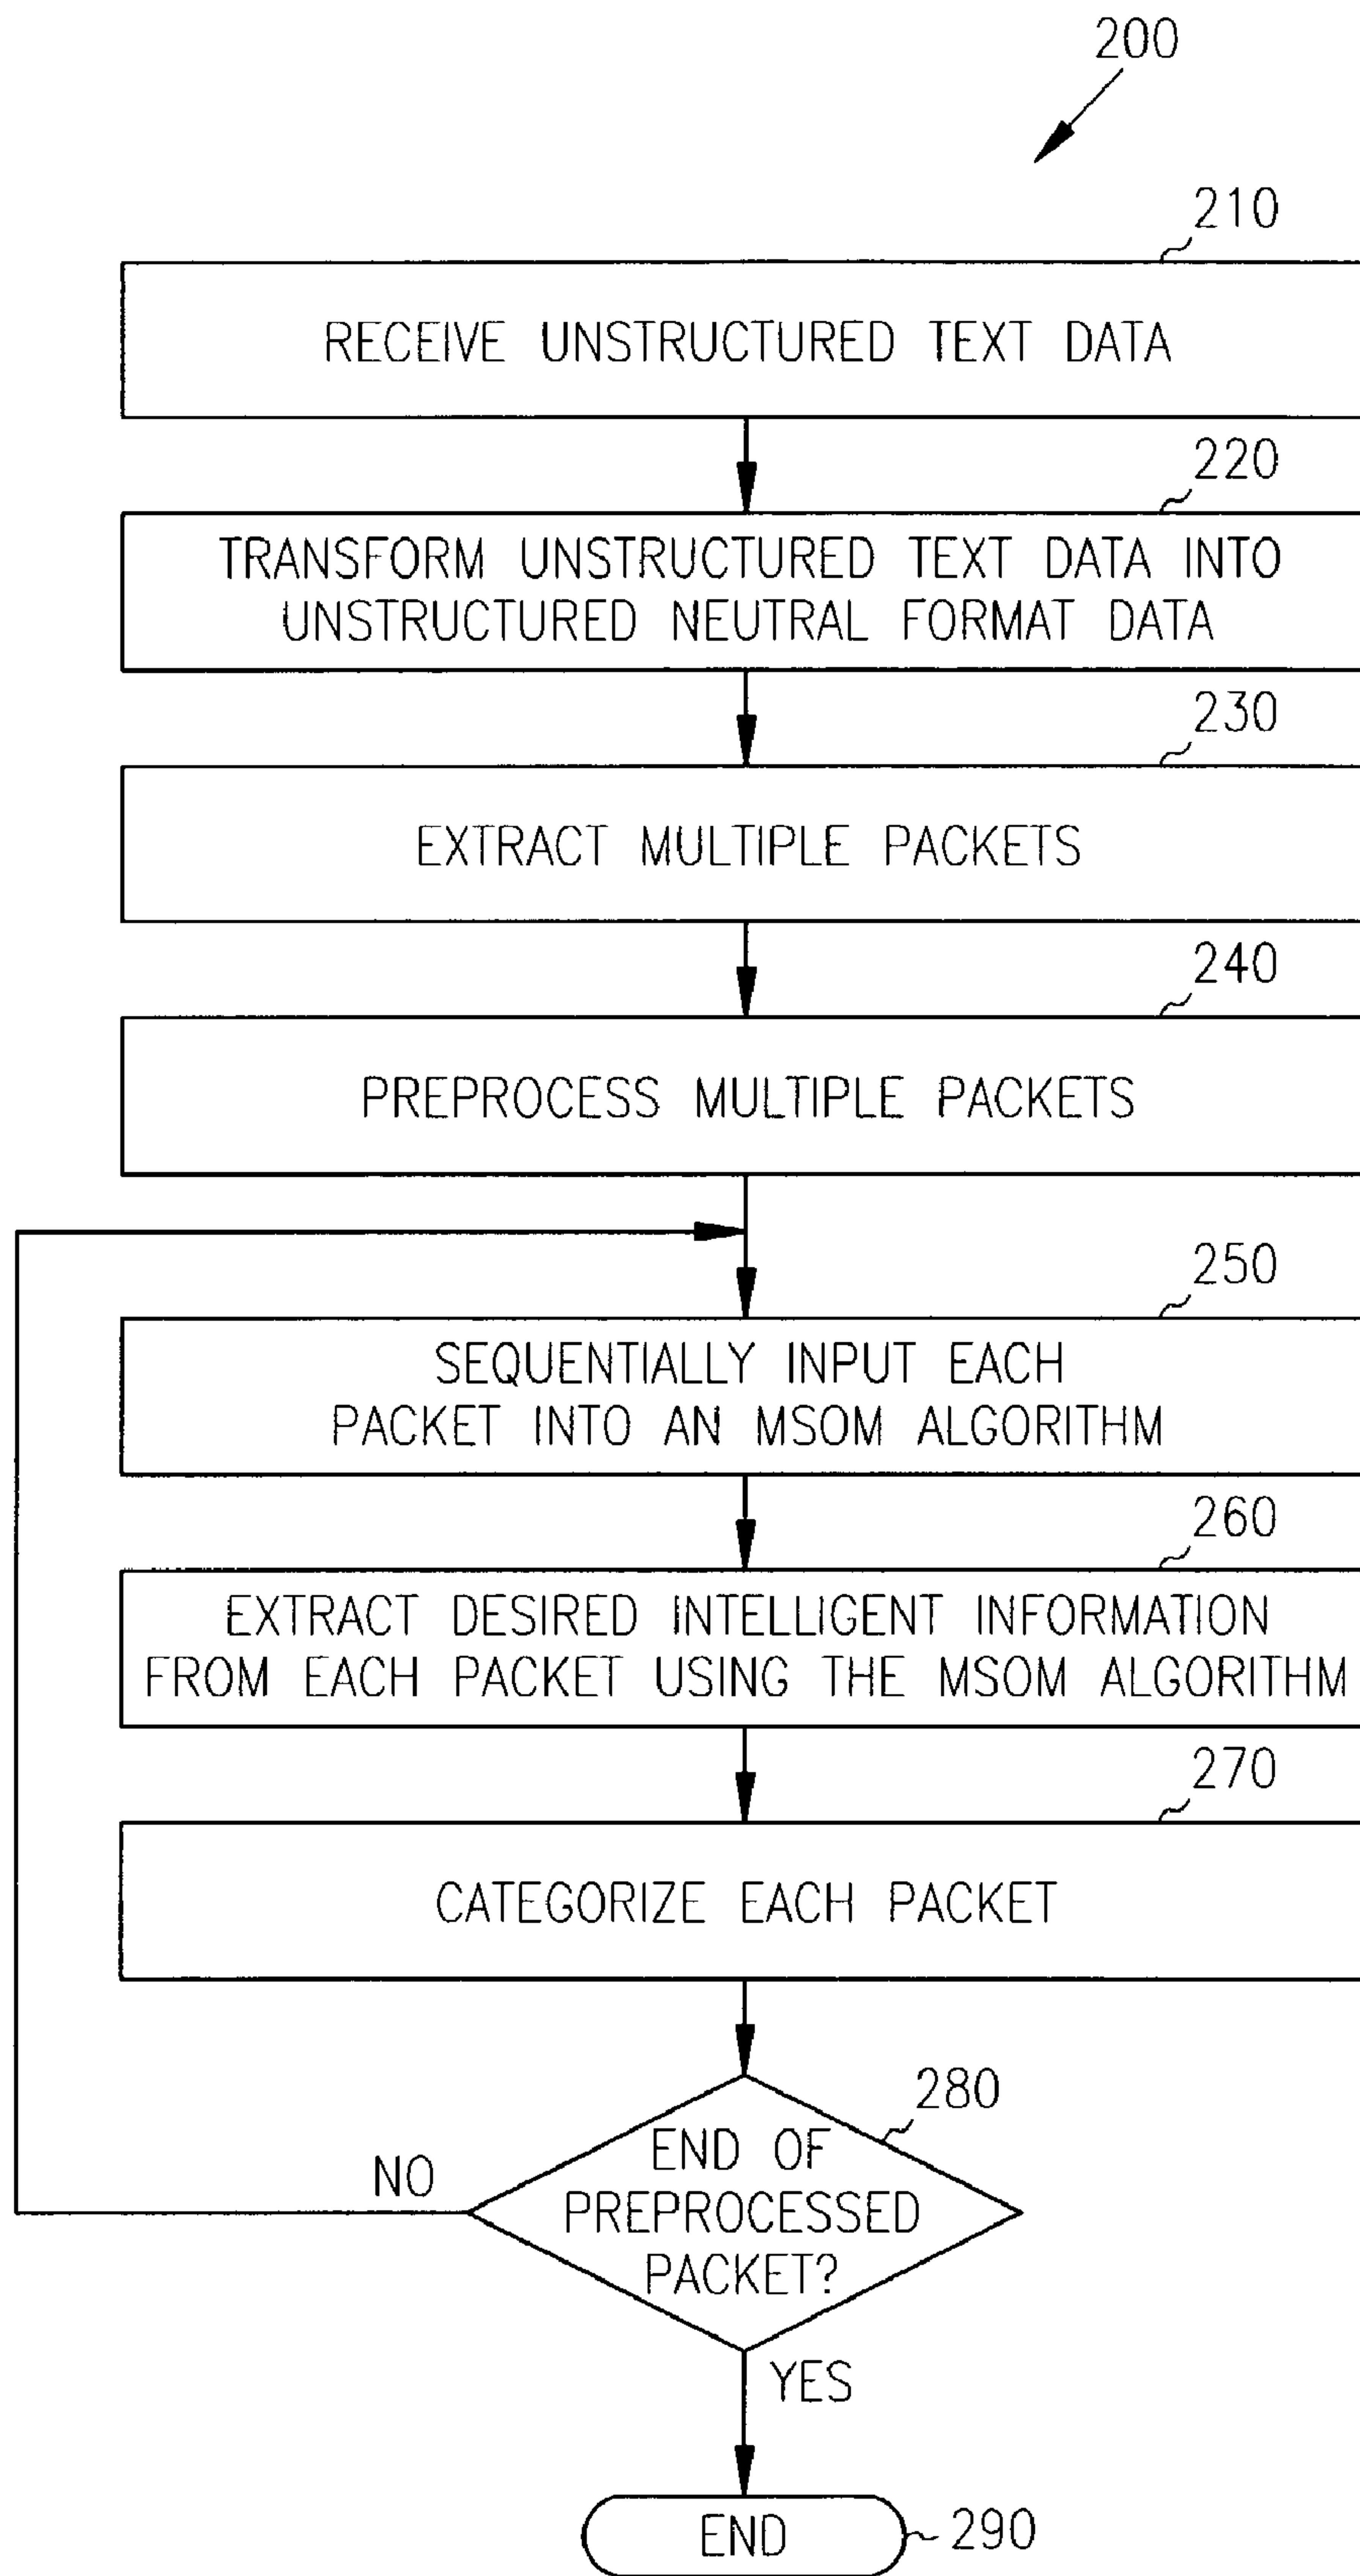 200
210
RECEIVE UNSTRUCTURED TEXT DATA
220
TRANSFORM UNSTRUCTURED TEXT DATA INTO
UNSTRUCTURED NEUTRAL FORMAT DATA
230
EXTRACT MULTIPLE PACKETS
240
PREPROCESS MULTIPLE PACKETS
250
SEQUENTIALLY INPUT EACH
PACKET INTO AN MSOM ALGORITHM
260
EXTRACT DESIRED INTELLIGENT INFORMATION
FROM EACH PACKET USING THE MSOM ALGORITHM
270
CATEGORIZE EACH PACKET
280
END OF
PREPROCESSED
PACKET?
NO
YES
END
290